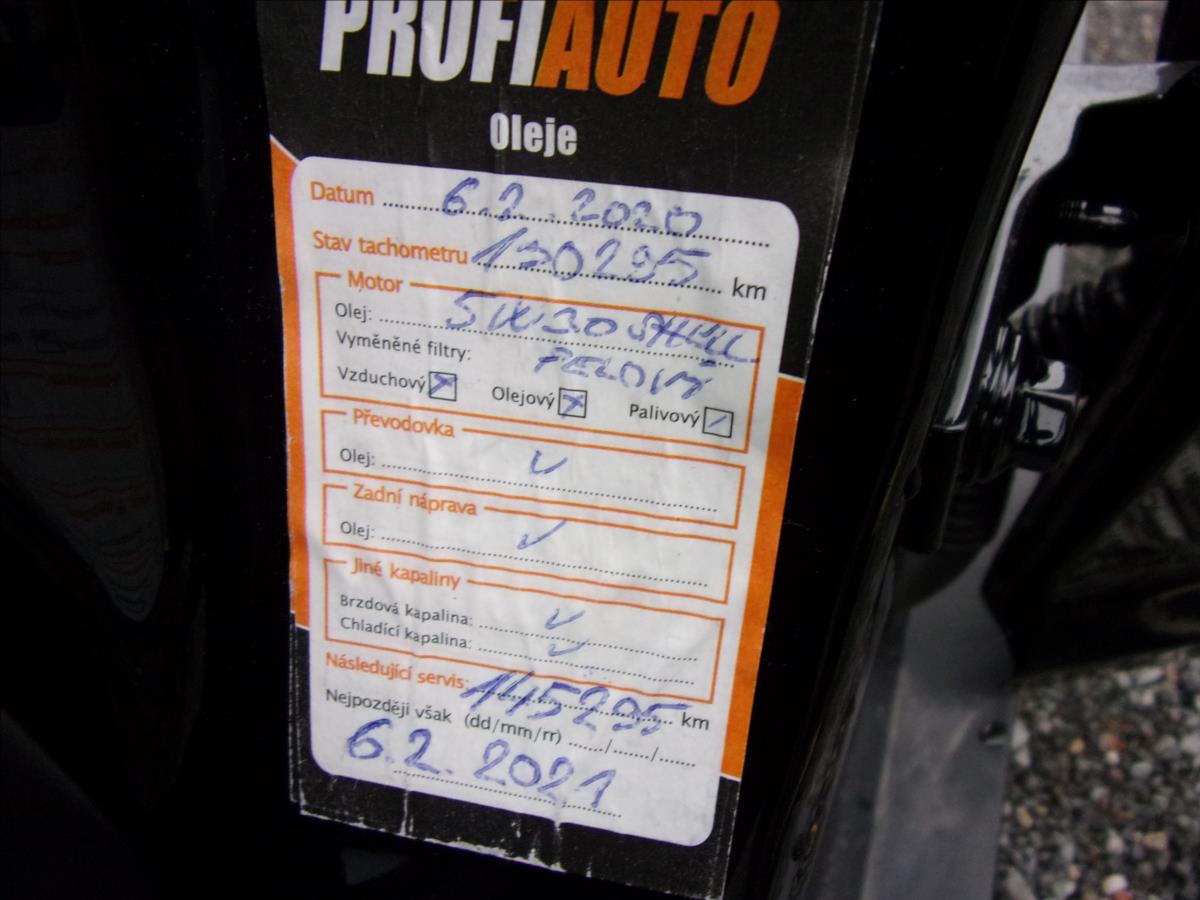 PROFIAUTO
Oleje
Datum 6.2.2020
Stav tachometru 130295 km
Motor
Olej: 5W30 SHELL
Vyměněné filtry: PELOVÝ
Vzduchový Olejový Palivový
Převodovka
Olej:
Zadní náprava
Olej:
Jiné kapaliny
Brzdová kapalina:
Chladící kapalina:
Následující servis: 145295 km
Nejpozději však (dd/mm/rr) ....../......./.......
6.2.2021